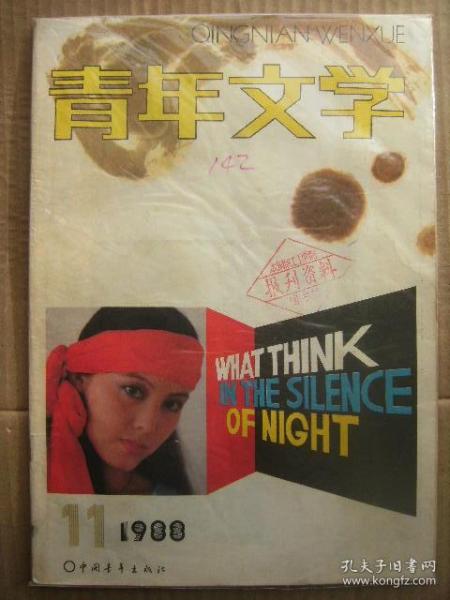 QINGNIAN WENXUE
青年文学
142
报刊资料
WHAT THINK
IN THE SILENCE
OF NIGHT
11 1988
中国青年出版社
孔夫子旧书网
www.kongfz.com